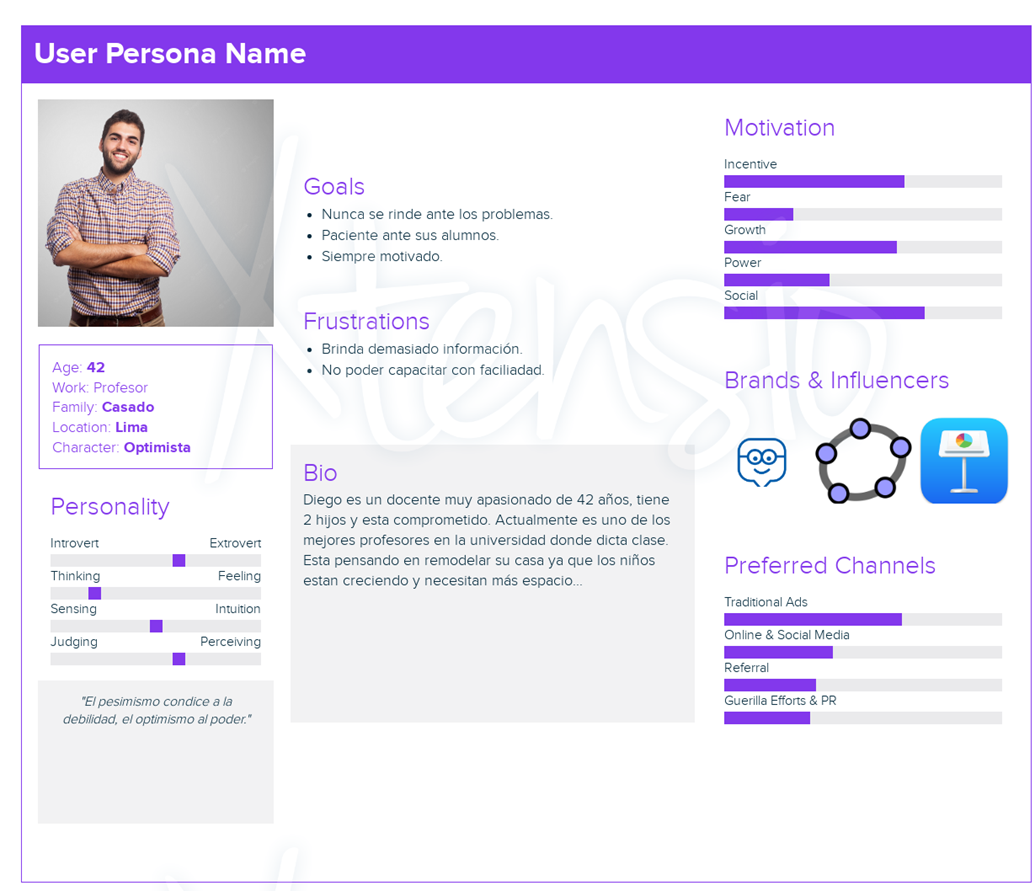 User Persona Name
Age: 42
Work: Profesor
Family: Casado
Location: Lima
Character: Optimista
Personality
Introvert Extrovert
Thinking Feeling
Sensing Intuition
Judging Perceiving
"El pesimismo condice a la
debilidad, el optimismo al poder."
Goals
Nunca se rinde ante los problemas.
Paciente ante sus alumnos.
Siempre motivado.
Frustrations
Brinda demasiado información.
No poder capacitar con faciliadad.
Bio
Diego es un docente muy apasionado de 42 años, tiene
2 hijos y esta comprometido. Actualmente es uno de los
mejores profesores en la universidad donde dicta clase.
Esta pensando en remodelar su casa ya que los niños
estan creciendo y necesitan más espacio...
Motivation
Incentive
Fear
Growth
Power
Social
Brands & Influencers
Preferred Channels
Traditional Ads
Online & Social Media
Referral
Guerilla Efforts & PR
Xtensio